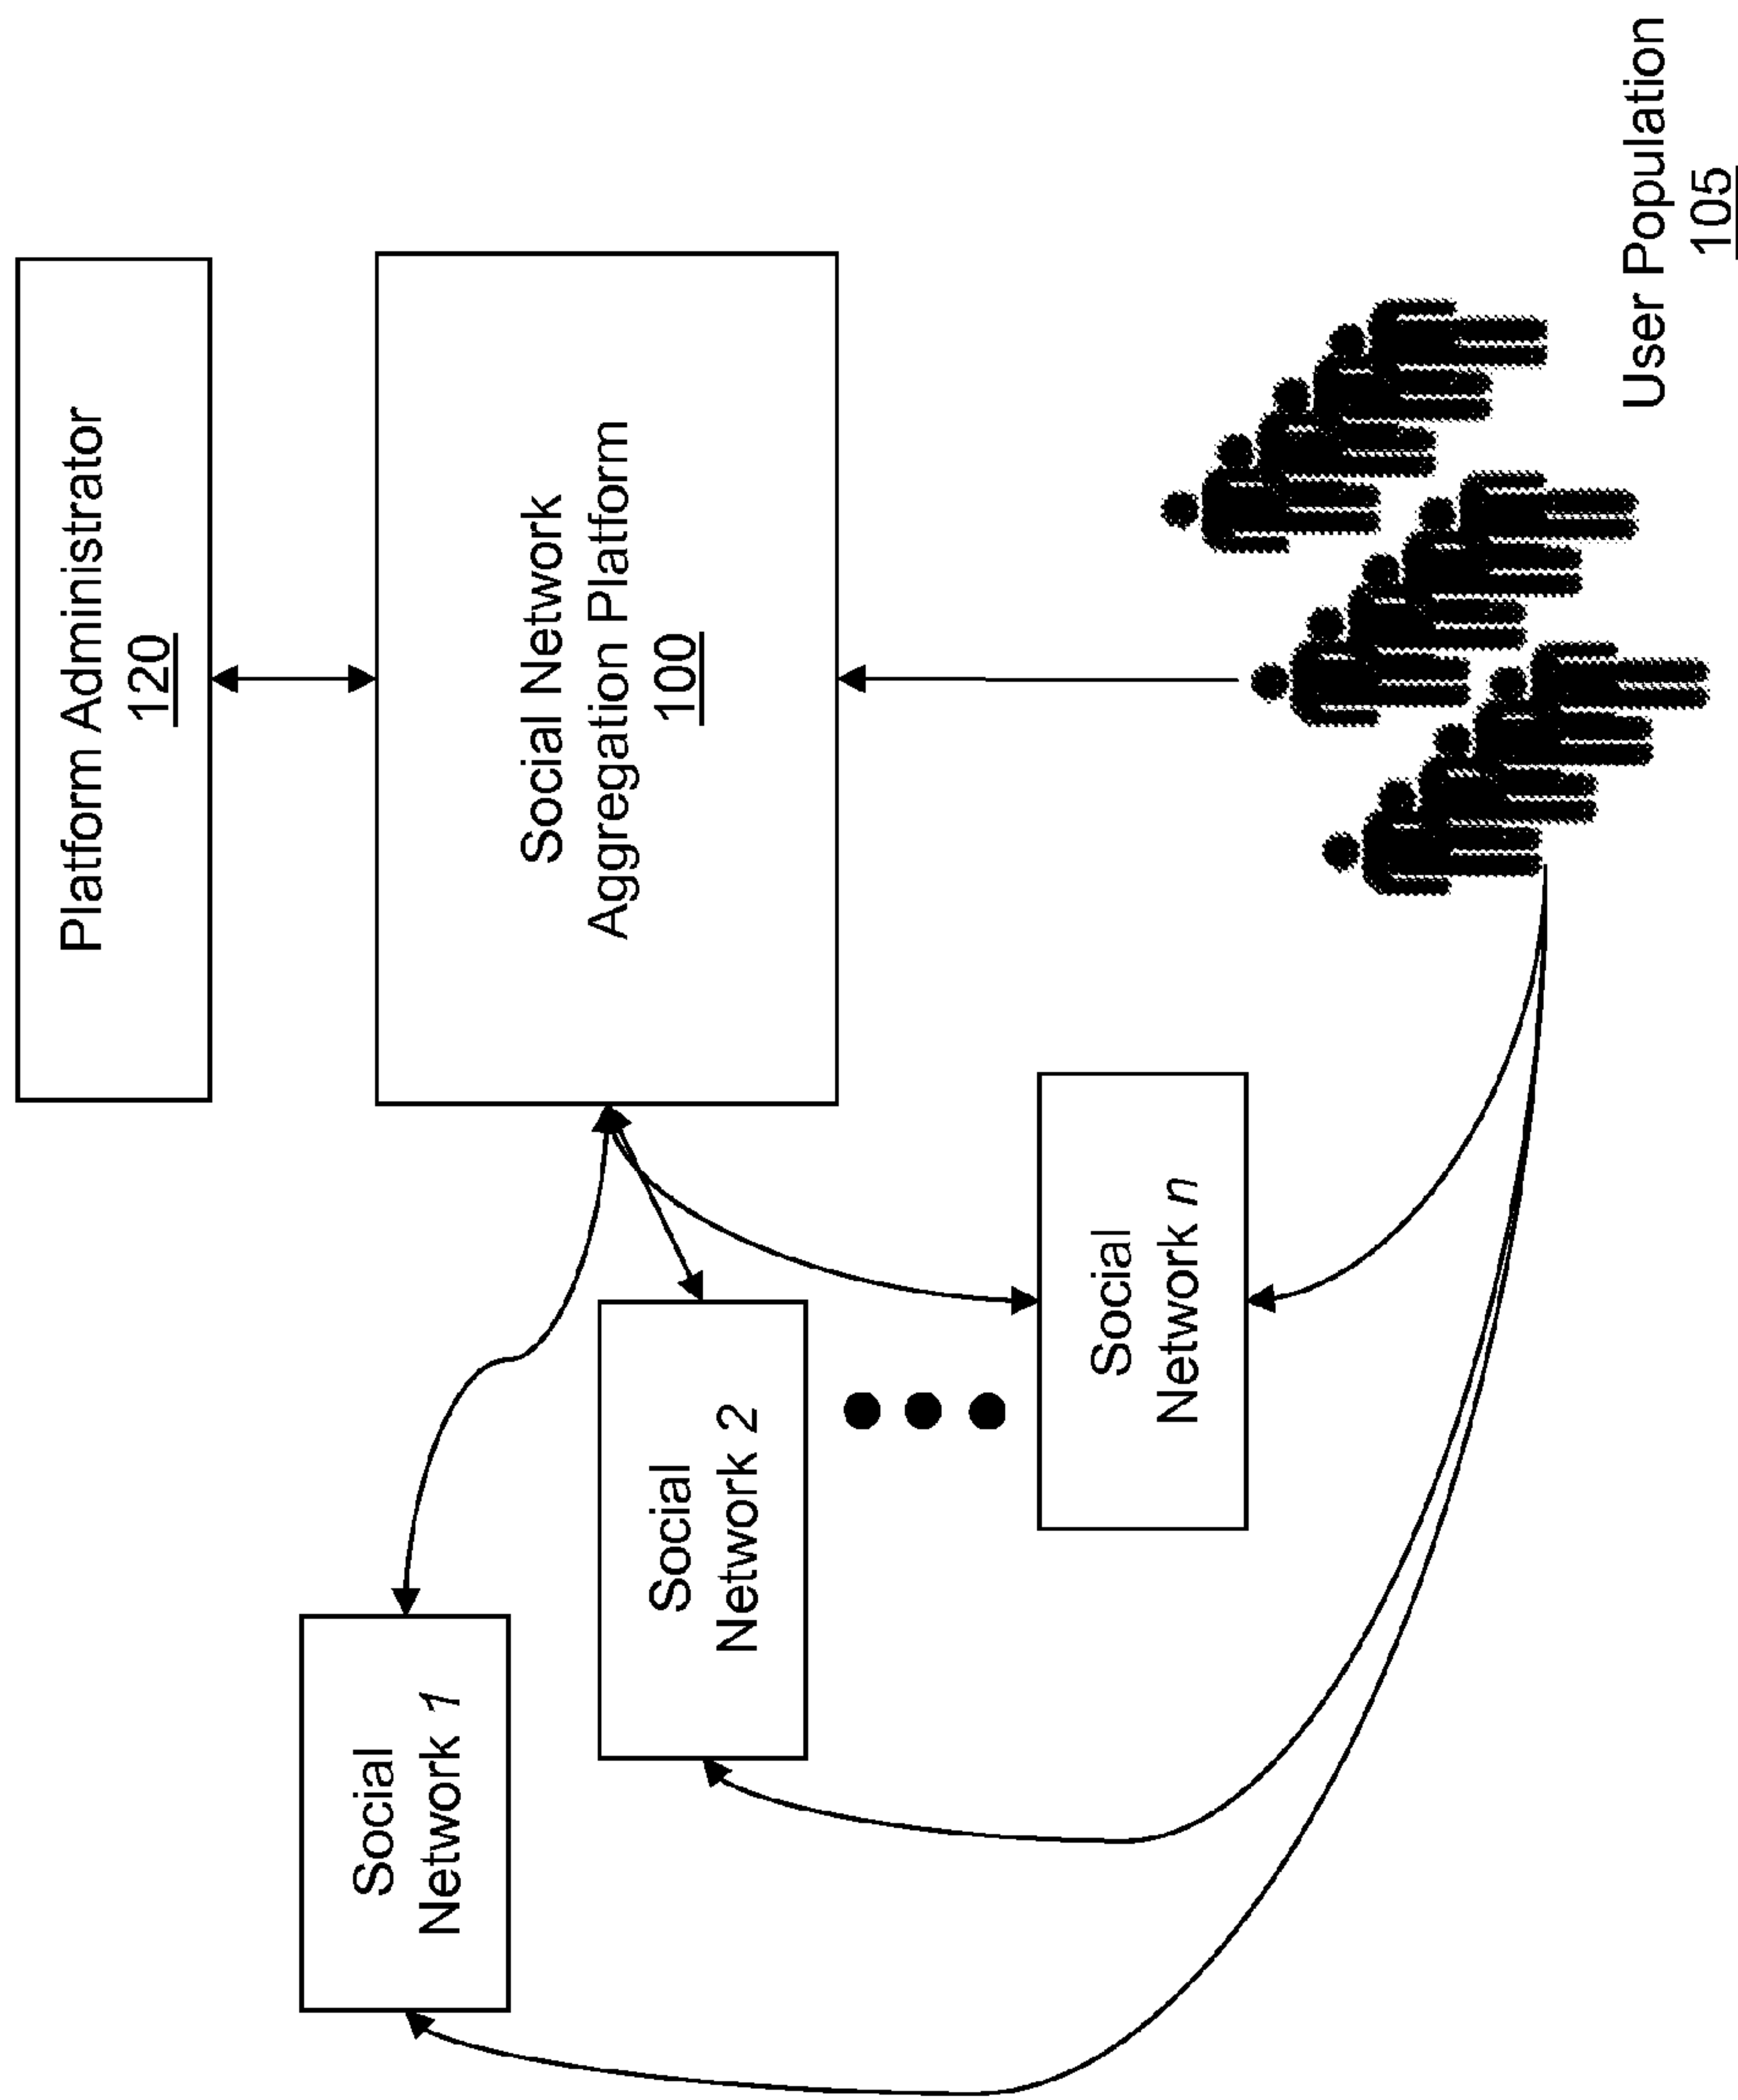 Platform Administrator
120
Social Network
Aggregation Platform
100
Social
Network 1
Social
Network 2
Social
Network n
User Population
105